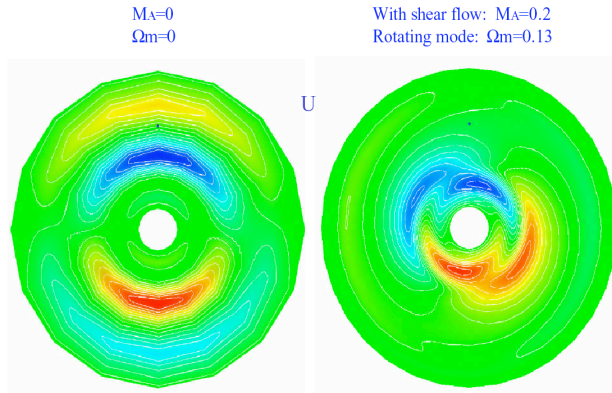 MA=0
Ωm=0
With shear flow: MA=0.2
Rotating mode: Ωm=0.13
U